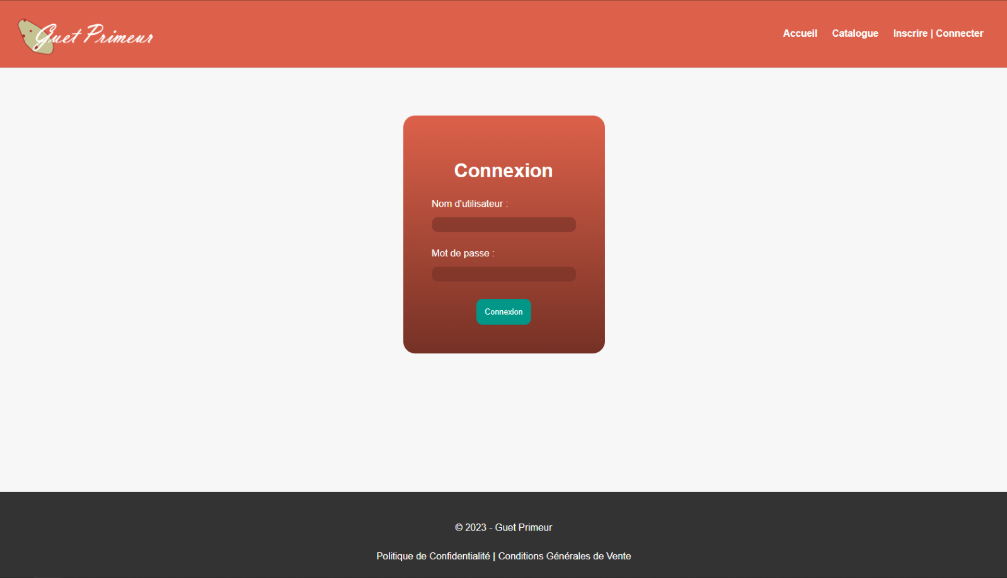 Guet Primeur
Accueil Catalogue Inscrire | Connecter
Connexion
Nom d'utilisateur :
Mot de passe :
Connexion
© 2023 - Guet Primeur
Politique de Confidentialité | Conditions Générales de Vente